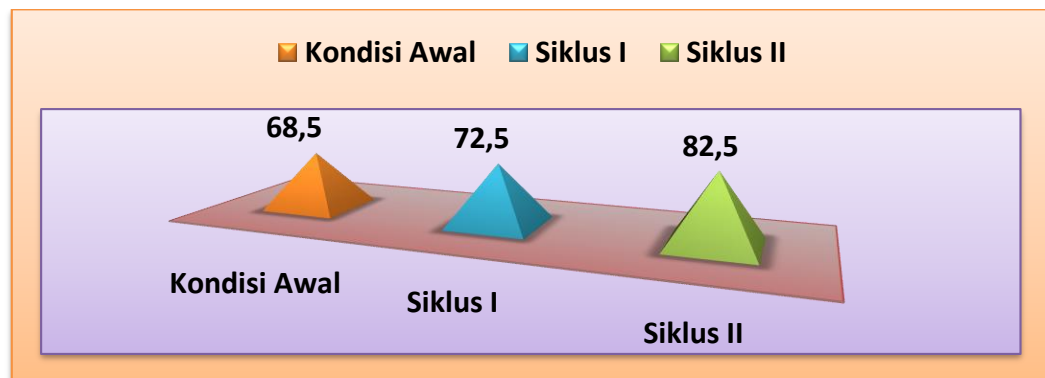 Kondisi Awal Siklus I Siklus II
68,5
72,5
82,5
Kondisi Awal
Siklus I
Siklus II